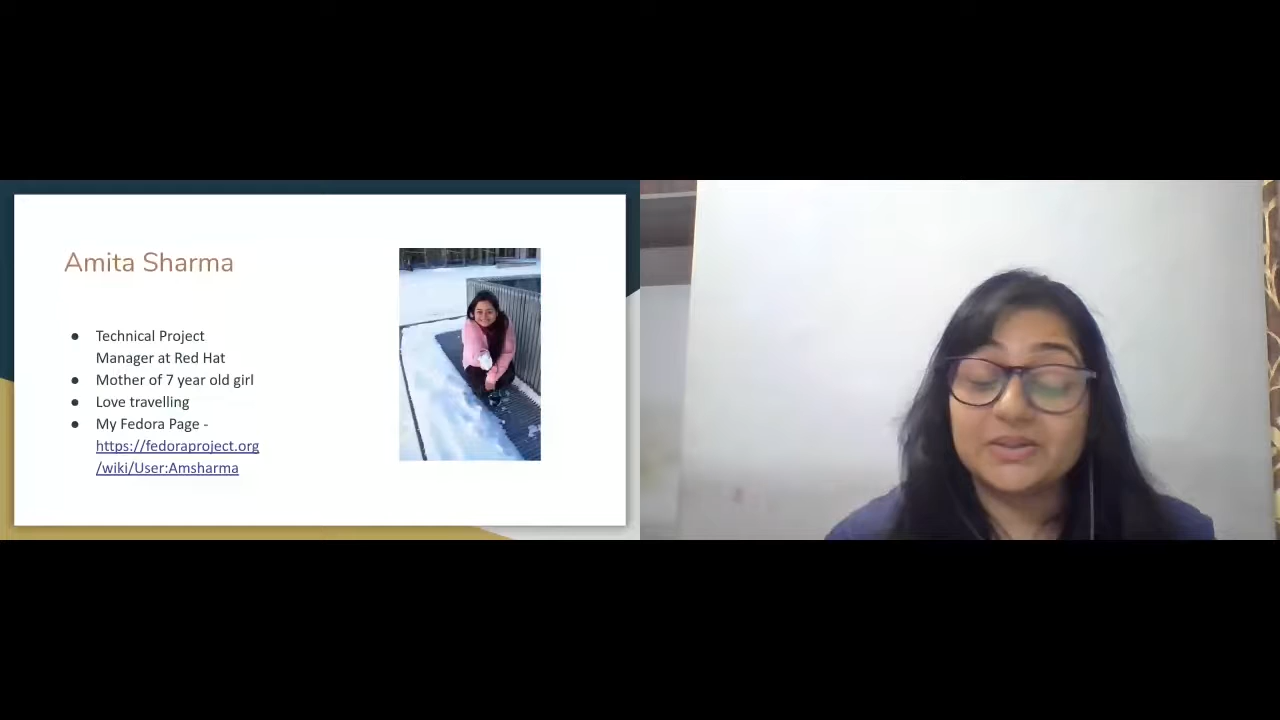 Amita Sharma
● Technical Project
Manager at Red Hat
● Mother of 7 year old girl
● Love travelling
● My Fedora Page -
https://fedoraproject.org
/wiki/User:Amsharma